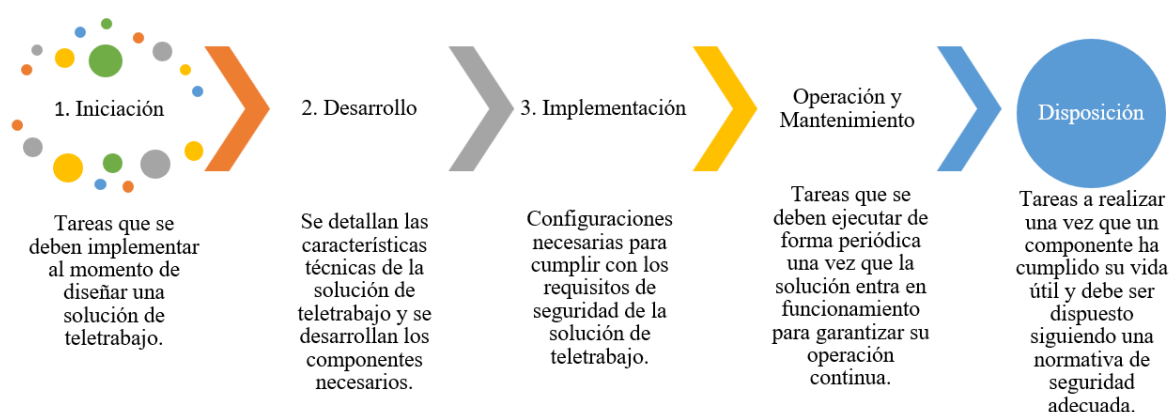 1. Iniciación
Tareas que se
deben implementar
al momento de
diseñar una
solución de
teletrabajo.
2. Desarrollo
Se detallan las
características
técnicas de la
solución de
teletrabajo y se
desarrollan los
componentes
necesarios.
3. Implementación
Configuraciones
necesarias para
cumplir con los
requisitos de
seguridad de la
solución de
teletrabajo.
Operación y
Mantenimiento
Tareas que se
deben ejecutar de
forma periódica
una vez que la
solución entra en
funcionamiento
para garantizar su
operación
continua.
Disposición
Tareas a realizar
una vez que un
componente ha
cumplido su vida
útil y debe ser
dispuesto
siguiendo una
normativa de
seguridad
adecuada.